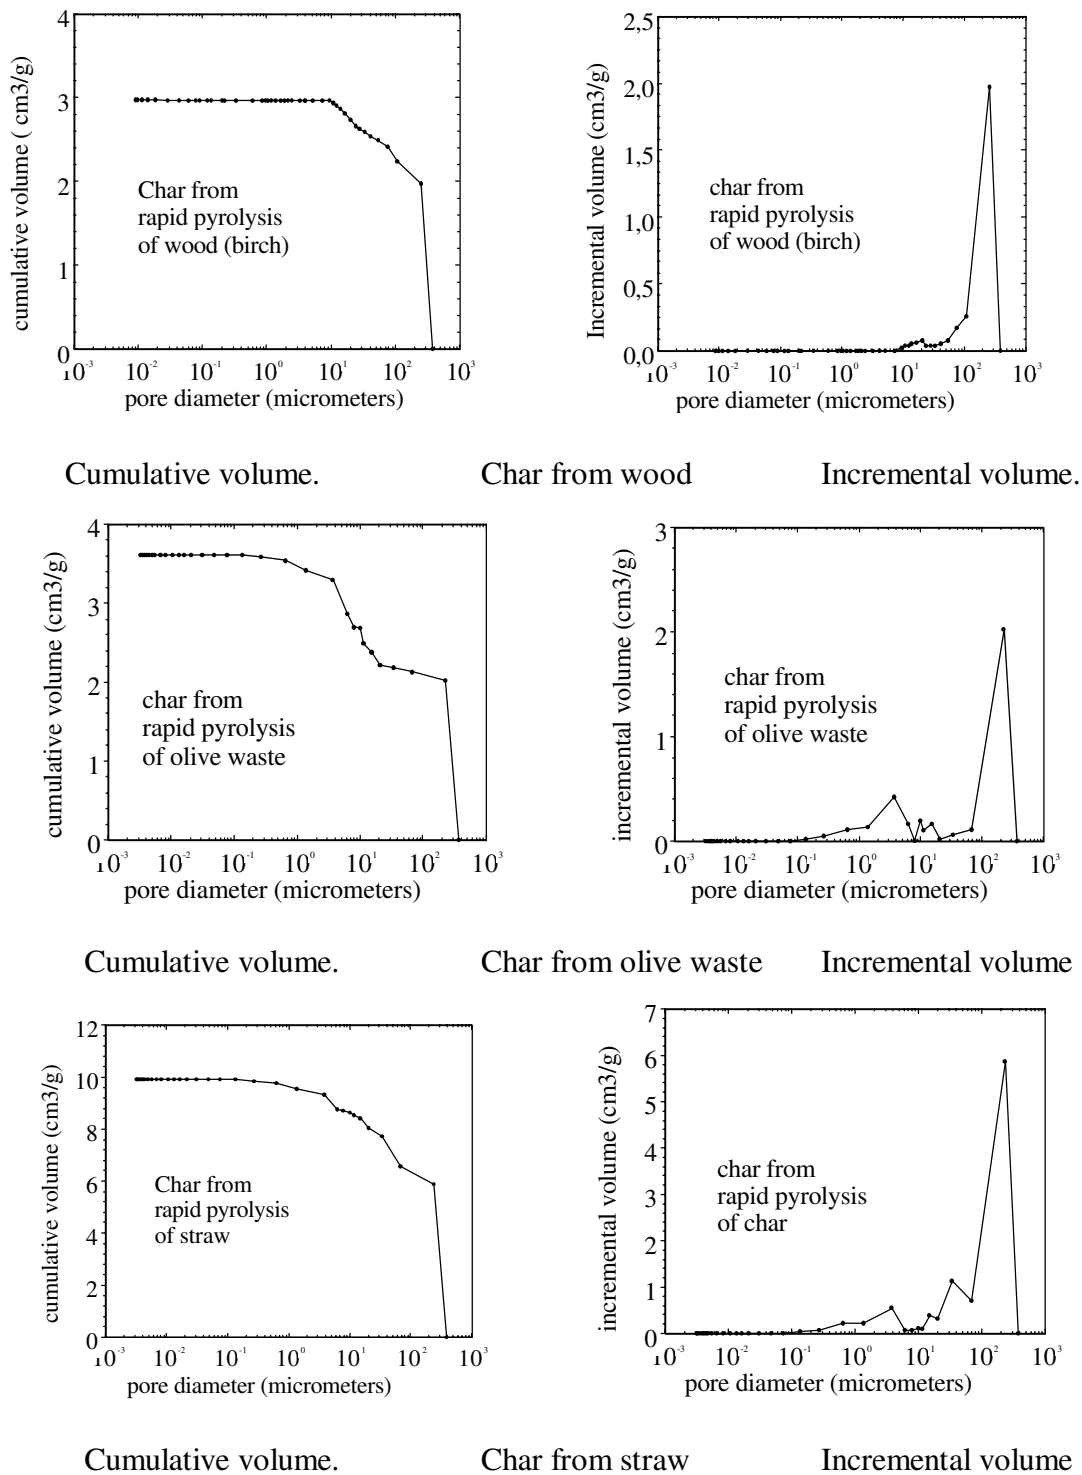 4
3
2
1
0
cumulative volume ( cm3/g)
Char from
rapid pyrolysis
of wood (birch)
10⁻³ 10⁻² 10⁻¹ 10⁰ 10¹ 10² 10³
pore diameter (micrometers)
2,5
2,0
1,5
1,0
0,5
0,0
Incremental volume (cm3/g)
char from
rapid pyrolysis
of wood (birch)
10⁻³ 10⁻² 10⁻¹ 10⁰ 10¹ 10² 10³
pore diameter (micrometers)
Cumulative volume. Char from wood Incremental volume.
4
3
2
1
0
cumulative volume (cm3/g)
char from
rapid pyrolysis
of olive waste
10⁻³ 10⁻² 10⁻¹ 10⁰ 10¹ 10² 10³
pore diameter (micrometers)
3
2
1
0
incremental volume (cm3/g)
char from
rapid pyrolysis
of olive waste
10⁻³ 10⁻² 10⁻¹ 10⁰ 10¹ 10² 10³
pore diameter (micrometers)
Cumulative volume. Char from olive waste Incremental volume
12
10
8
6
4
2
0
cumulative volume (cm3/g)
Char from
rapid pyrolysis
of straw
10⁻³ 10⁻² 10⁻¹ 10⁰ 10¹ 10² 10³
pore diameter (micrometers)
7
6
5
4
3
2
1
0
incremental volume (cm3/g)
char from
rapid pyrolysis
of char
10⁻³ 10⁻² 10⁻¹ 10⁰ 10¹ 10² 10³
pore diameter (micrometers)
Cumulative volume. Char from straw Incremental volume